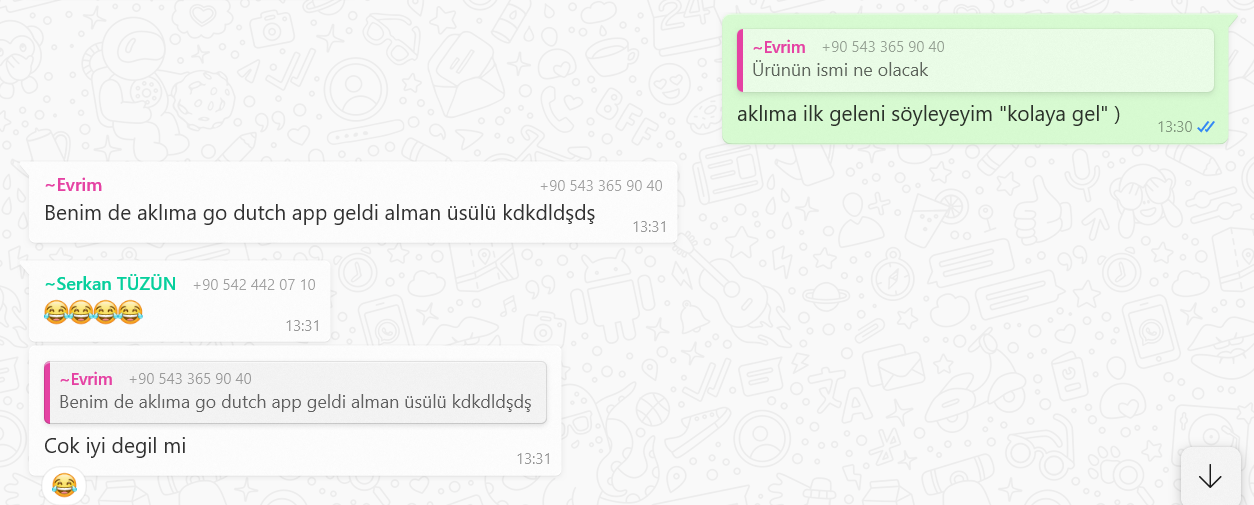 ~Evrim +90 543 365 90 40
Ürünün ismi ne olacak
aklıma ilk geleni söyleyeyim "kolaya gel" )
13:30
~Evrim +90 543 365 90 40
Benim de aklıma go dutch app geldi alman üsülü kdkdldşdş
13:31
~Serkan TÜZÜN +90 542 442 07 10
😂😂😂😂
13:31
~Evrim +90 543 365 90 40
Benim de aklıma go dutch app geldi alman üsülü kdkdldşdş
Cok iyi degil mi
13:31
😂